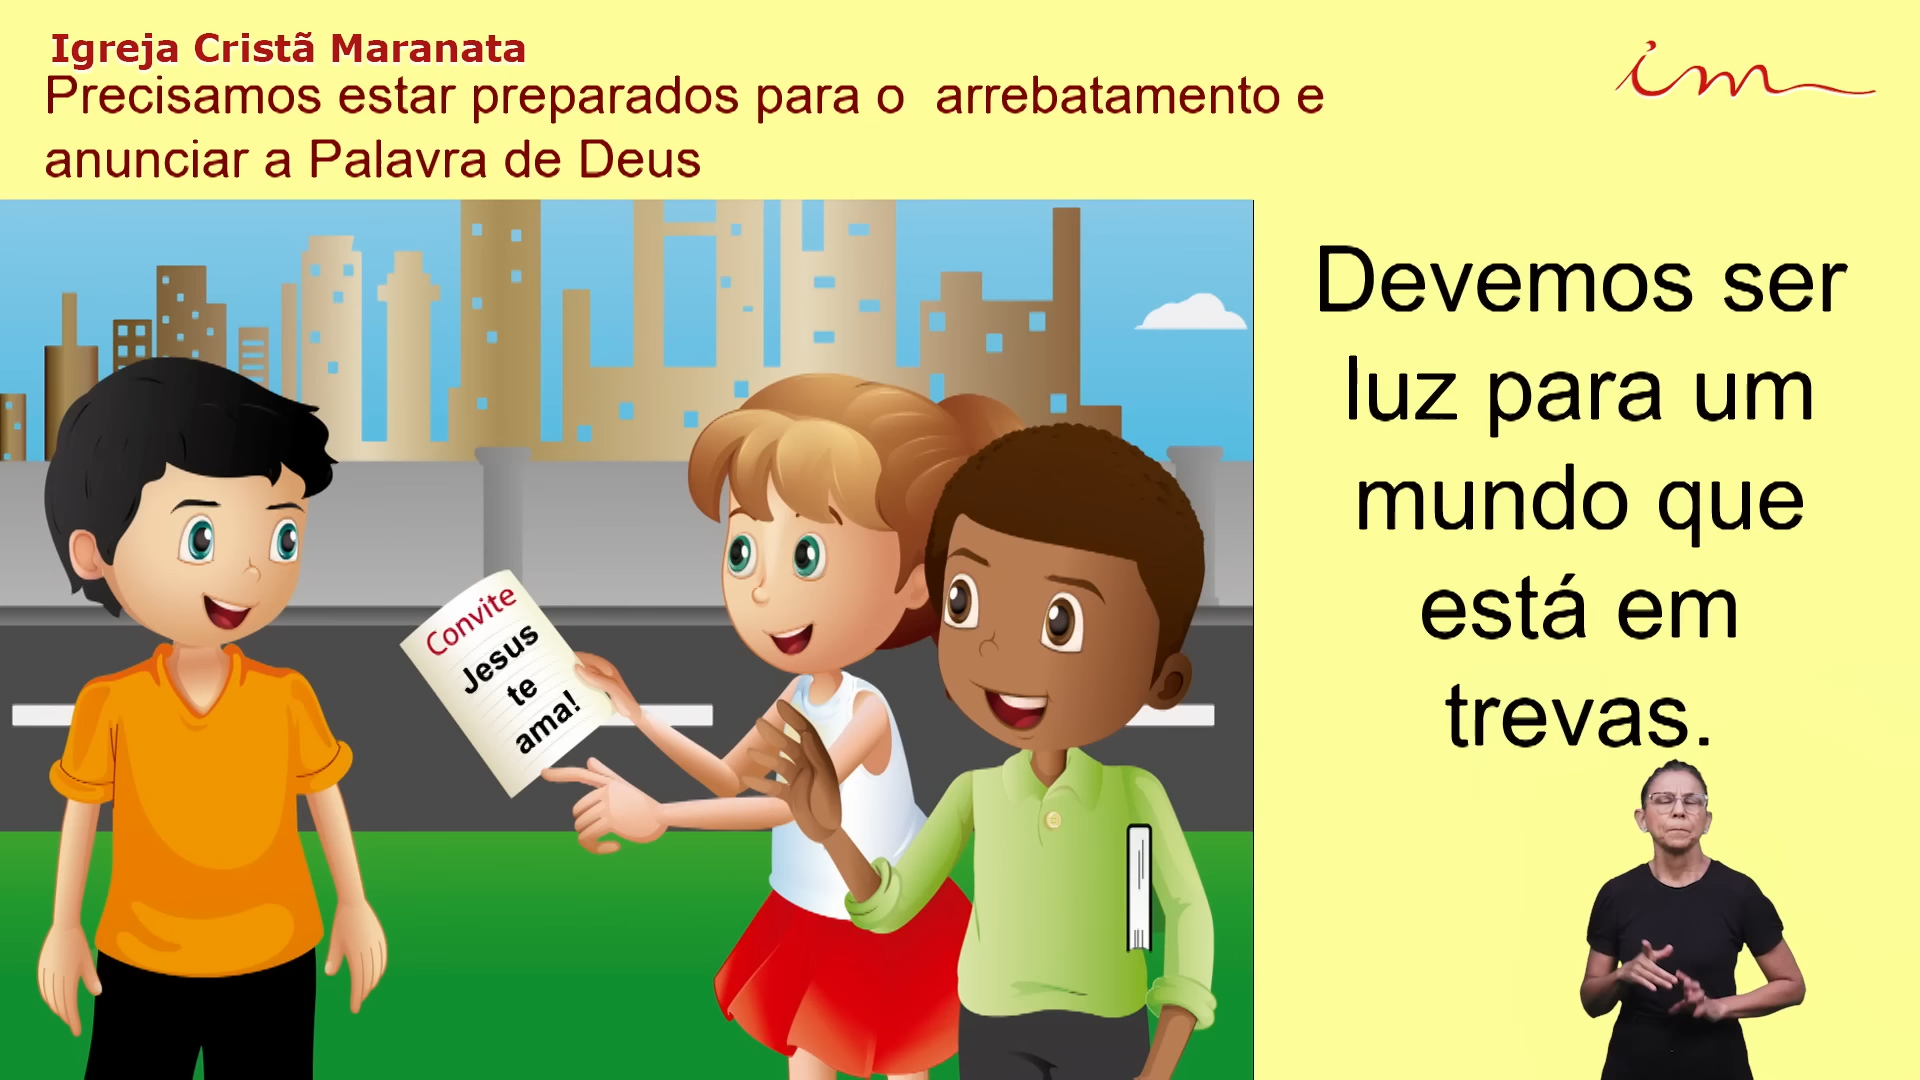 Igreja Cristã Maranata
Precisamos estar preparados para o  arrebatamento e
anunciar a Palavra de Deus
im
Devemos ser
luz para um
mundo que
está em
trevas.
Convite
Jesus
te
ama!